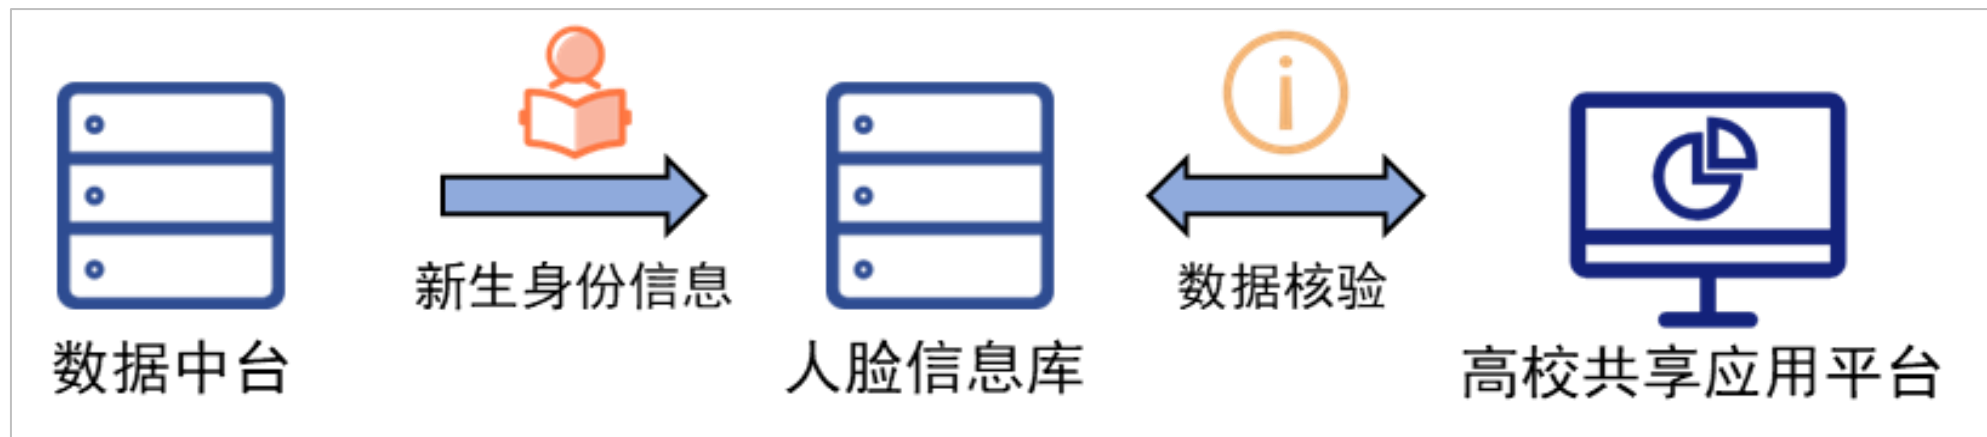 新生身份信息
数据核验
数据中台
人脸信息库
高校共享应用平台